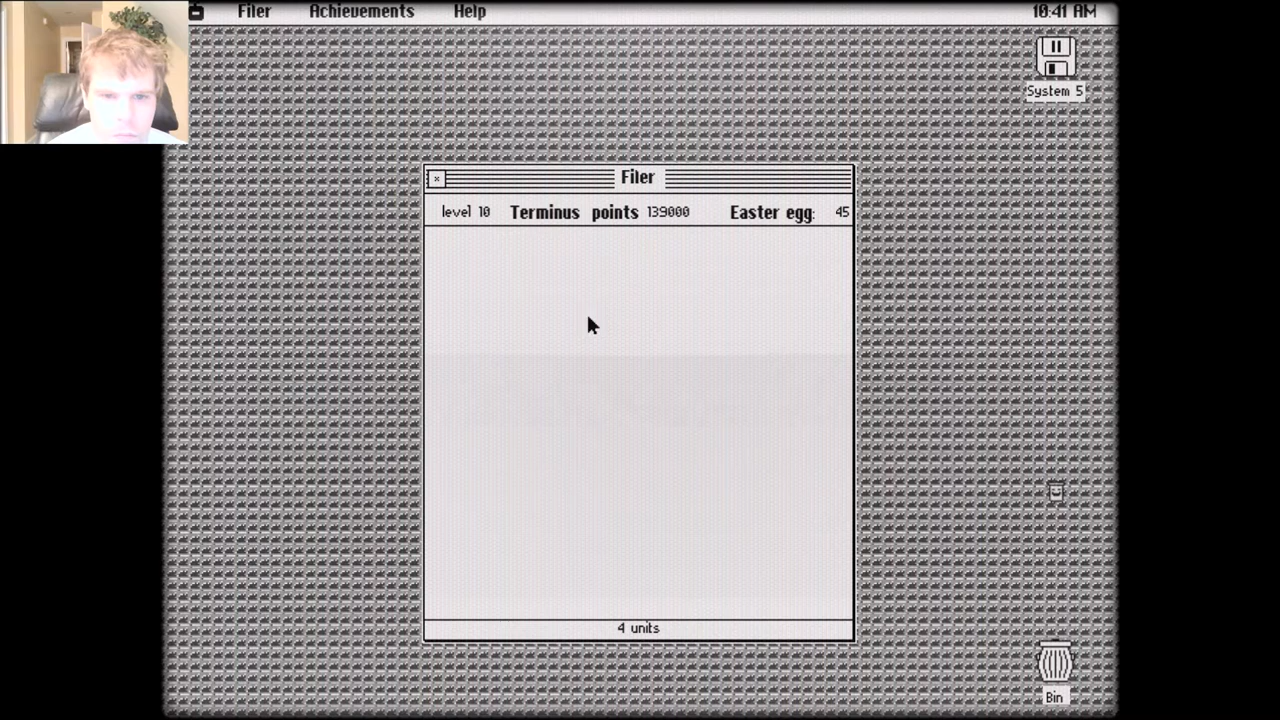 Filer Achievements Help 10:41 AM
System 5
Filer
level 10 Terminus points 139000 Easter egg: 45
4 units
Bin